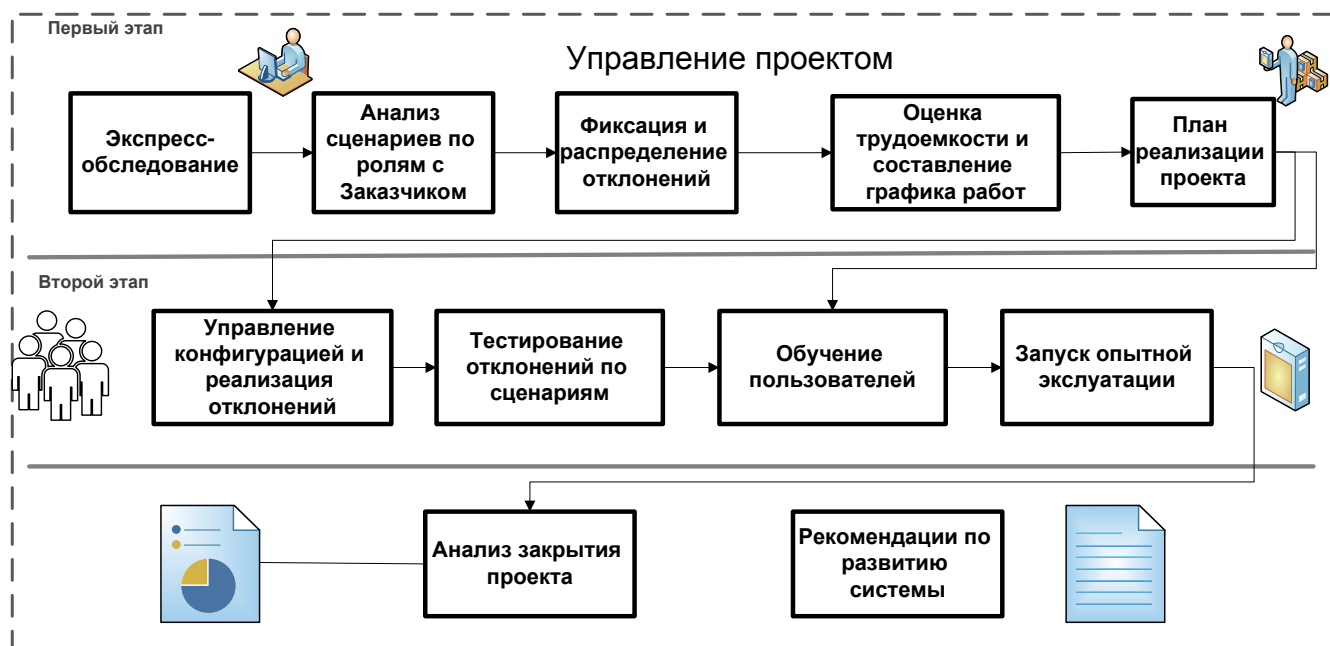 Первый этап
Управление проектом
Экспресс-
обследование
Анализ
сценариев по
ролям с
Заказчиком
Фиксация и
распределение
отклонений
Оценка
трудоемкости и
составление
графика работ
План
реализации
проекта
Второй этап
Управление
конфигурацией и
реализация
отклонений
Тестирование
отклонений по
сценариям
Обучение
пользователей
Запуск опытной
экслуатации
Анализ закрытия
проекта
Рекомендации по
развитию
системы